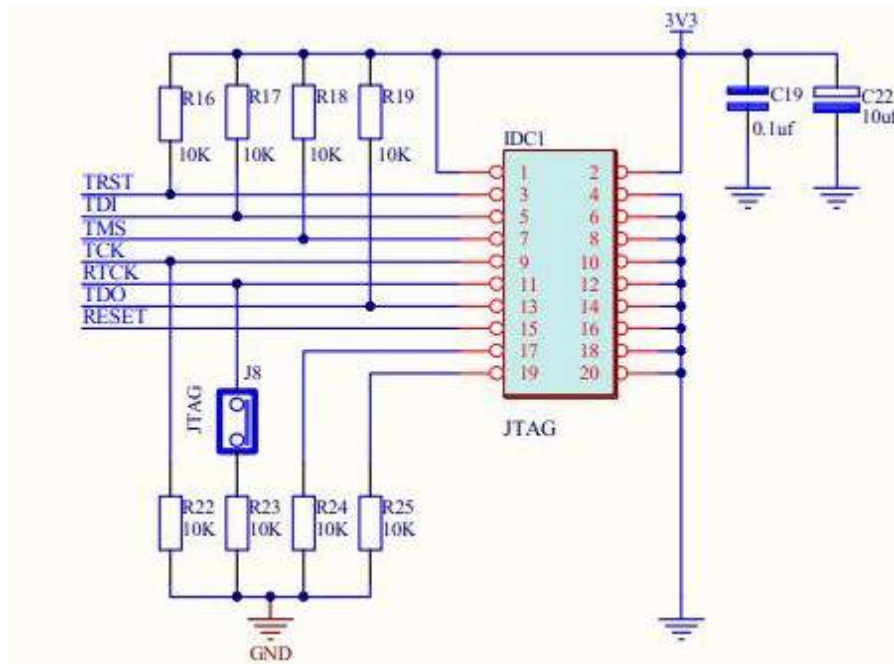 3V3
R16 R17 R18 R19
10K 10K 10K 10K
C19 C22
0.1uf 10uf
IDC1
1 2
TRST 3 4
TDI 5 6
TMS 7 8
TCK 9 10
RTCK 11 12
TDO 13 14
RESET 15 16
17 18
19 20
J8
JTAG
JTAG
R22 R23 R24 R25
10K 10K 10K 10K
GND